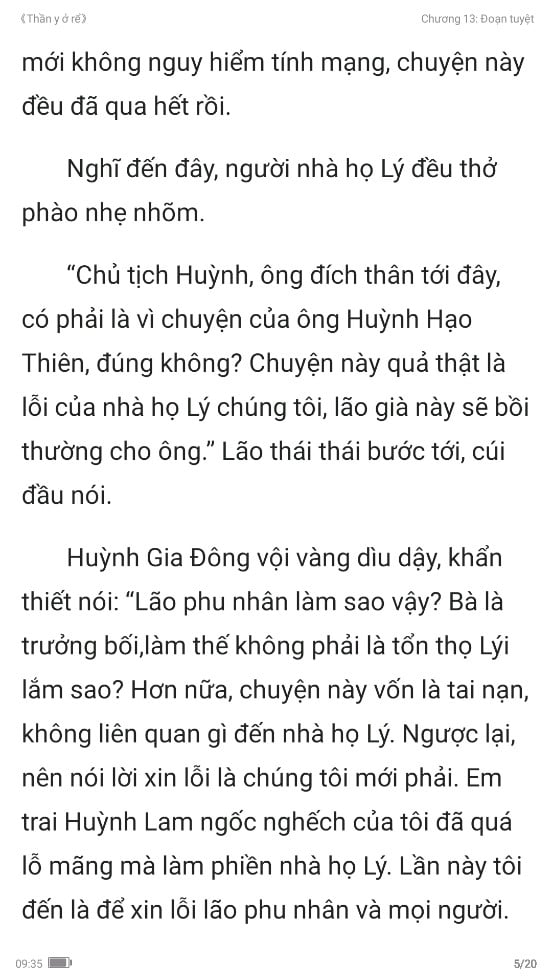 《Thần y ở rể》 Chương 13: Đoạn tuyệt
mới không nguy hiểm tính mạng, chuyện này
đều đã qua hết rồi.
Nghĩ đến đây, người nhà họ Lý đều thở
phào nhẹ nhõm.
“Chủ tịch Huỳnh, ông đích thân tới đây,
có phải là vì chuyện của ông Huỳnh Hạo
Thiên, đúng không? Chuyện này quả thật là
lỗi của nhà họ Lý chúng tôi, lão già này sẽ bồi
thường cho ông.” Lão thái thái bước tới, cúi
đầu nói.
Huỳnh Gia Đông vội vàng dìu dậy, khẩn
thiết nói: “Lão phu nhân làm sao vậy? Bà là
trưởng bối,làm thế không phải là tổn thọ Lýi
lắm sao? Hơn nữa, chuyện này vốn là tai nạn,
không liên quan gì đến nhà họ Lý. Ngược lại,
nên nói lời xin lỗi là chúng tôi mới phải. Em
trai Huỳnh Lam ngốc nghếch của tôi đã quá
lỗ mãng mà làm phiền nhà họ Lý. Lần này tôi
đến là để xin lỗi lão phu nhân và mọi người.
09:35 5/20